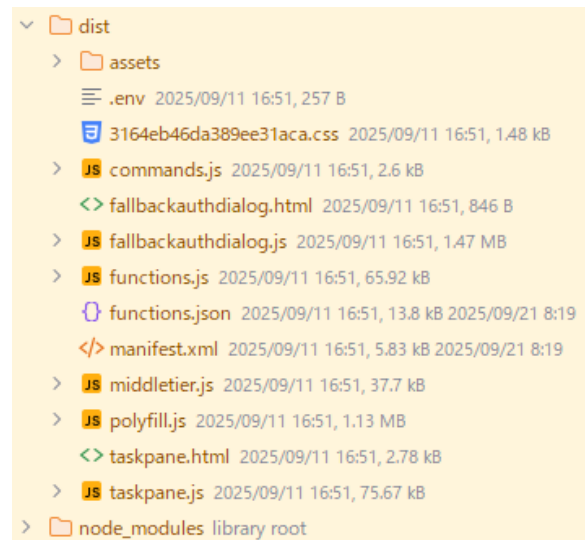 dist
assets
.env 2025/09/11 16:51, 257 B
3164eb46da389ee31aca.css 2025/09/11 16:51, 1.48 kB
JS commands.js 2025/09/11 16:51, 2.6 kB
<> fallbackauthdialog.html 2025/09/11 16:51, 846 B
JS fallbackauthdialog.js 2025/09/11 16:51, 1.47 MB
JS functions.js 2025/09/11 16:51, 65.92 kB
{} functions.json 2025/09/11 16:51, 13.8 kB 2025/09/21 8:19
</> manifest.xml 2025/09/11 16:51, 5.83 kB 2025/09/21 8:19
JS middletier.js 2025/09/11 16:51, 37.7 kB
JS polyfill.js 2025/09/11 16:51, 1.13 MB
<> taskpane.html 2025/09/11 16:51, 2.78 kB
JS taskpane.js 2025/09/11 16:51, 75.67 kB
node_modules library root